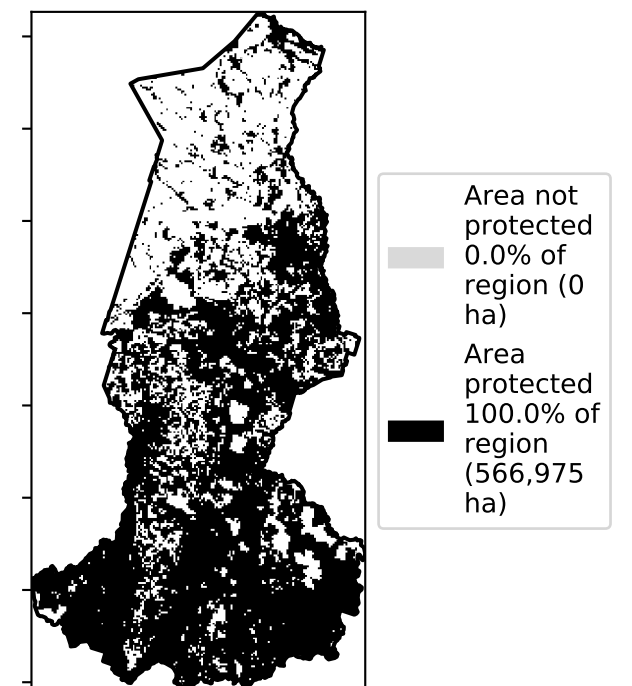 Area not
protected
0.0% of
region (0
ha)
Area
protected
100.0% of
region
(566,975
ha)